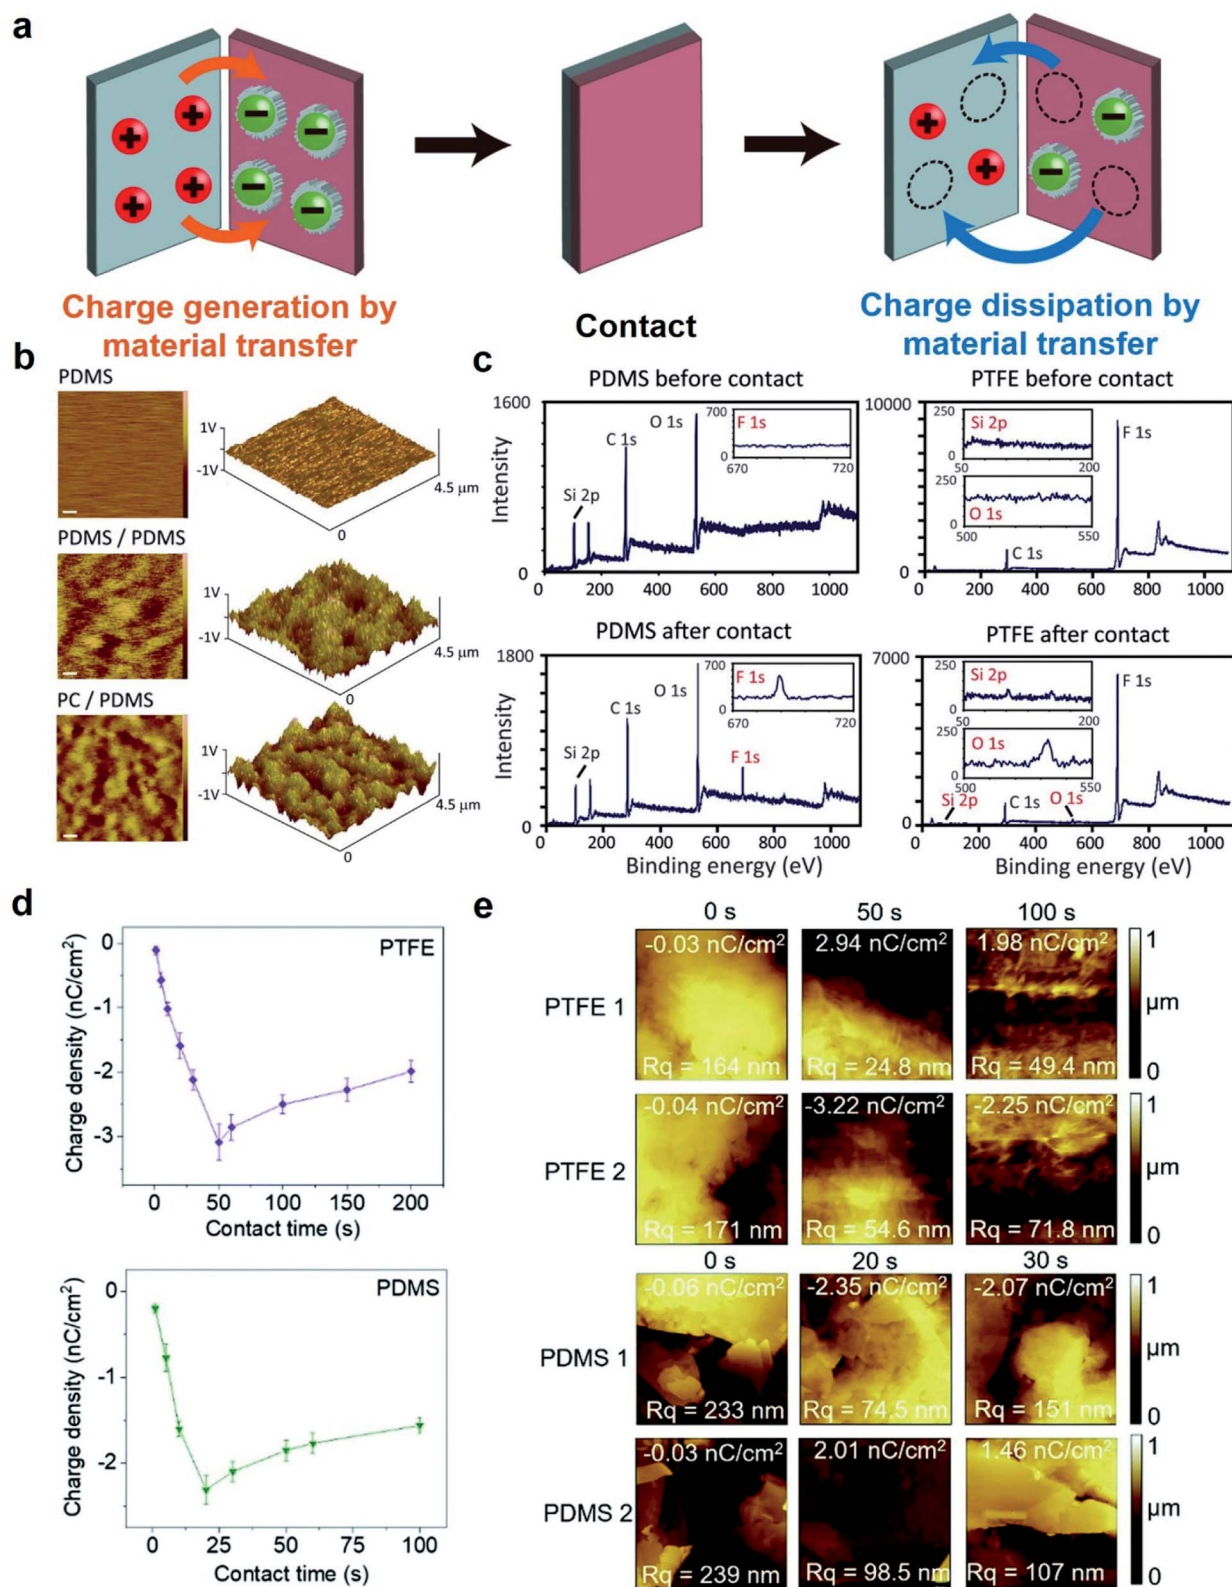 a
Charge generation by
material transfer
Contact
Charge dissipation by
material transfer
b
PDMS
1V
-1V
4.5 μm
0
PDMS / PDMS
1V
-1V
4.5 μm
0
PC / PDMS
1V
-1V
4.5 μm
0
c
PDMS before contact
1600
0
Intensity
Si 2p
C 1s
O 1s
700
F 1s
0
670 720
0 200 400 600 800 1000
PTFE before contact
10000
0
250
Si 2p
0
50 200
250
O 1s
0
500 550
C 1s
F 1s
0 200 400 600 800 1000
PDMS after contact
1800
0
Intensity
Si 2p
C 1s
O 1s
700
F 1s
0
670 720
F 1s
0 200 400 600 800 1000
Binding energy (eV)
PTFE after contact
7000
0
250
Si 2p
0
50 200
250
O 1s
0
500 550
Si 2p
C 1s
O 1s
F 1s
0 200 400 600 800 1000
Binding energy (eV)
d
PTFE
Charge density (nC/cm²)
0
-1
-2
-3
0 50 100 150 200
Contact time (s)
PDMS
Charge density (nC/cm²)
0
-1
-2
0 25 50 75 100
Contact time (s)
e
0 s 50 s 100 s
PTFE 1
-0.03 nC/cm² 2.94 nC/cm² 1.98 nC/cm²
Rq = 164 nm Rq = 24.8 nm Rq = 49.4 nm
1
μm
0
PTFE 2
-0.04 nC/cm² -3.22 nC/cm² -2.25 nC/cm²
Rq = 171 nm Rq = 54.6 nm Rq = 71.8 nm
1
μm
0
0 s 20 s 30 s
PDMS 1
-0.06 nC/cm² -2.35 nC/cm² -2.07 nC/cm²
Rq = 233 nm Rq = 74.5 nm Rq = 151 nm
1
μm
0
PDMS 2
-0.03 nC/cm² 2.01 nC/cm² 1.46 nC/cm²
Rq = 239 nm Rq = 98.5 nm Rq = 107 nm
1
μm
0